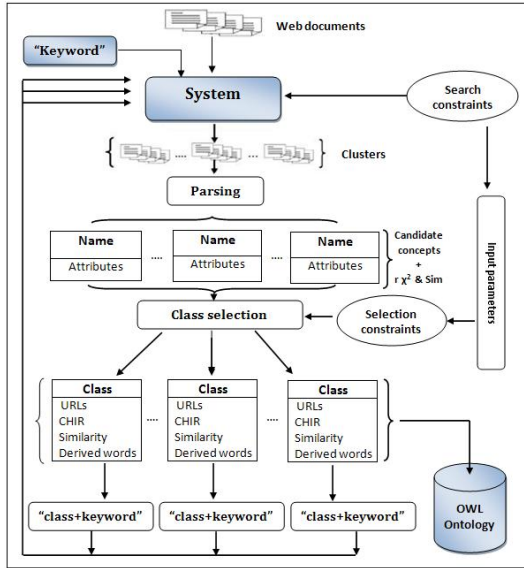 Web documents
"Keyword"
System
Search
constraints
Clusters
Parsing
Name
Attributes
....
Name
Attributes
....
Name
Attributes
Candidate
concepts
+
r χ² & Sim
Input parameters
Class selection
Selection
constraints
Class
URLs
CHIR
Similarity
Derived words
....
Class
URLs
CHIR
Similarity
Derived words
....
Class
URLs
CHIR
Similarity
Derived words
"class+keyword"
"class+keyword"
"class+keyword"
OWL
Ontology